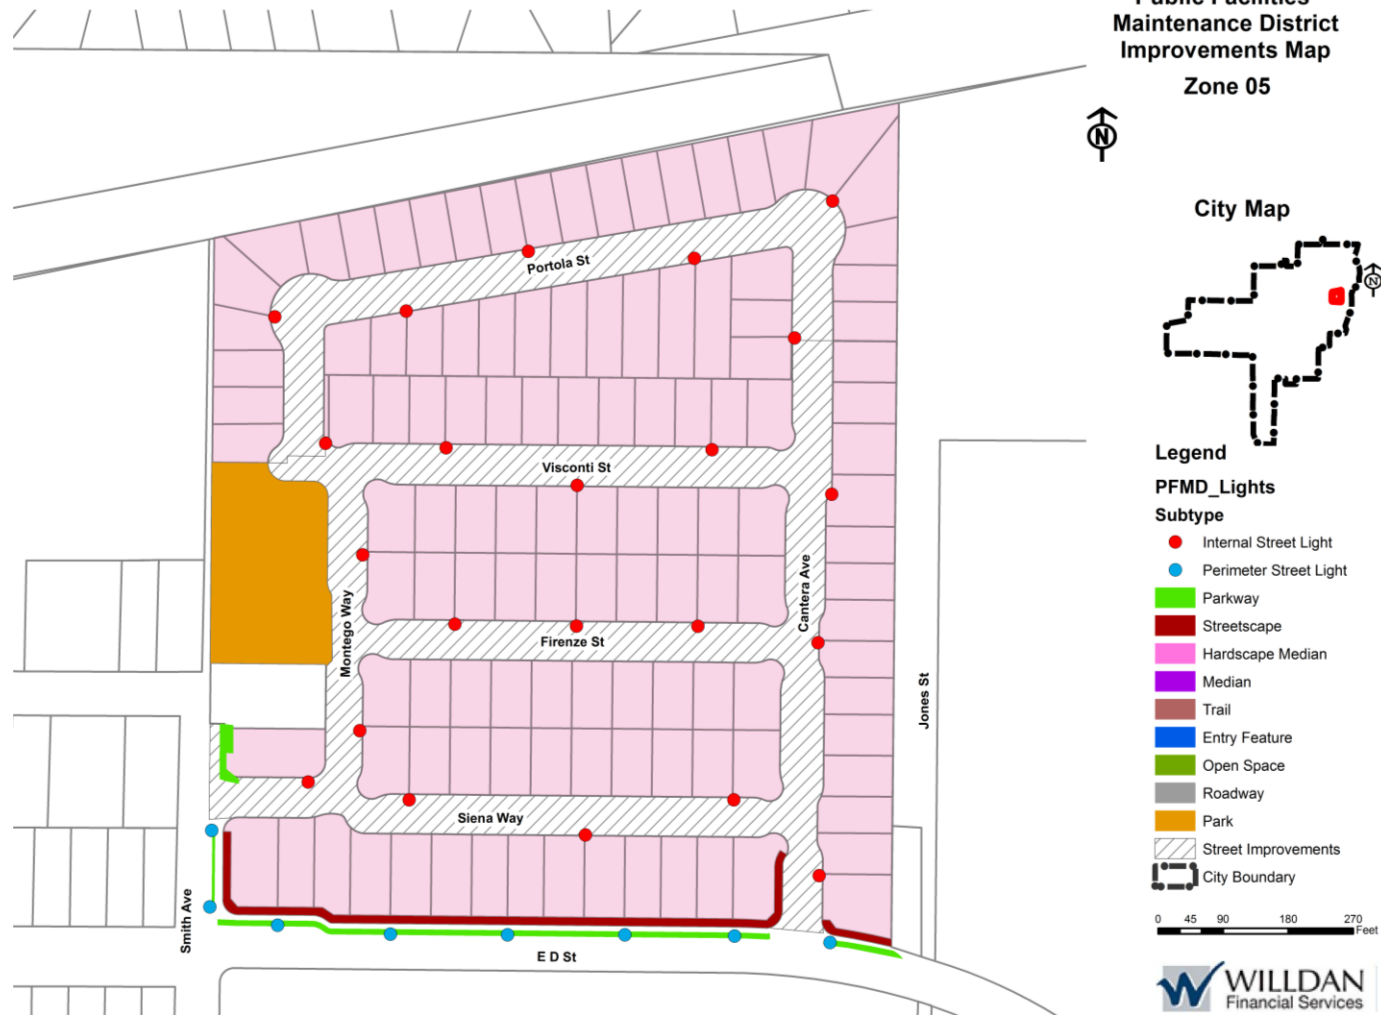 Public Facilities
Maintenance District
Improvements Map
Zone 05
N
City Map
N
Portola St
Visconti St
Montego Way
Cantera Ave
Firenze St
Jones St
Siena Way
Smith Ave
E D St
Legend
PFMD_Lights
Subtype
Internal Street Light
Perimeter Street Light
Parkway
Streetscape
Hardscape Median
Median
Trail
Entry Feature
Open Space
Roadway
Park
Street Improvements
City Boundary
0 45 90 180 270
Feet
WILLDAN
Financial Services